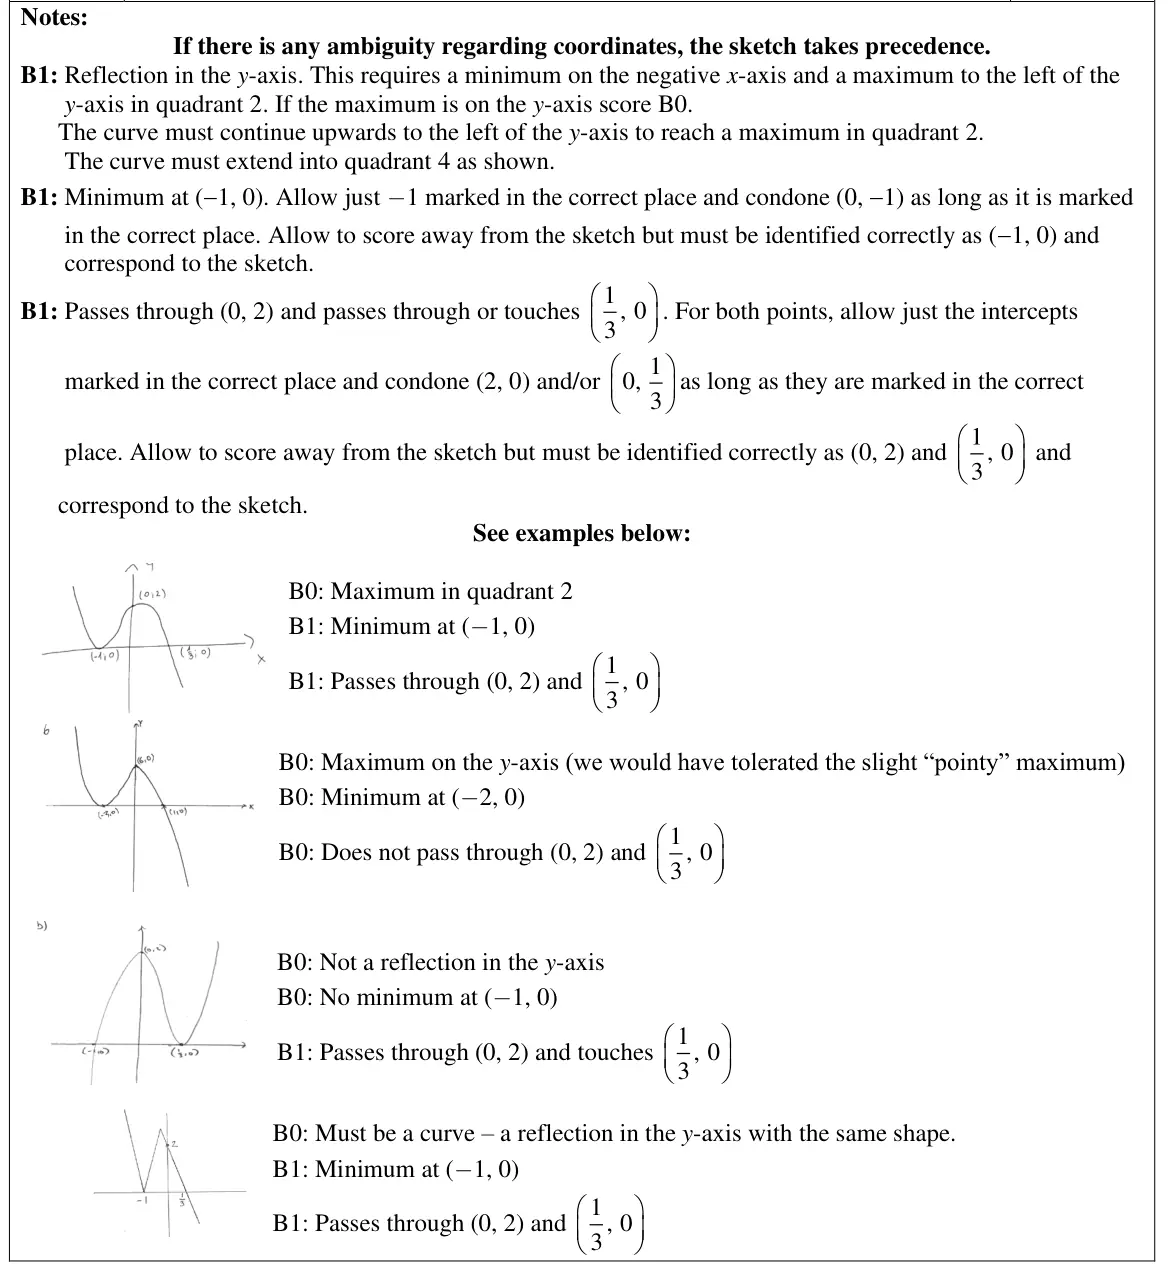 Notes:
If there is any ambiguity regarding coordinates, the sketch takes precedence.
B1: Reflection in the y-axis. This requires a minimum on the negative x-axis and a maximum to the left of the
y-axis in quadrant 2. If the maximum is on the y-axis score B0.
The curve must continue upwards to the left of the y-axis to reach a maximum in quadrant 2.
The curve must extend into quadrant 4 as shown.
B1: Minimum at (−1, 0). Allow just −1 marked in the correct place and condone (0, −1) as long as it is marked
in the correct place. Allow to score away from the sketch but must be identified correctly as (−1, 0) and
correspond to the sketch.
B1: Passes through (0, 2) and passes through or touches (1/3, 0). For both points, allow just the intercepts
marked in the correct place and condone (2, 0) and/or (0, 1/3) as long as they are marked in the correct
place. Allow to score away from the sketch but must be identified correctly as (0, 2) and (1/3, 0) and
correspond to the sketch.
See examples below:
y
(0,2)
(-1,0) (1/3, 0)
x
B0: Maximum in quadrant 2
B1: Minimum at (−1, 0)
B1: Passes through (0, 2) and (1/3, 0)
b
y
(6,0)
(-2,0) (1,0) x
B0: Maximum on the y-axis (we would have tolerated the slight “pointy” maximum)
B0: Minimum at (−2, 0)
B0: Does not pass through (0, 2) and (1/3, 0)
b)
(0,2)
(-1,0) (1/3,0)
B0: Not a reflection in the y-axis
B0: No minimum at (−1, 0)
B1: Passes through (0, 2) and touches (1/3, 0)
2
-1 1/3
B0: Must be a curve – a reflection in the y-axis with the same shape.
B1: Minimum at (−1, 0)
B1: Passes through (0, 2) and (1/3, 0)